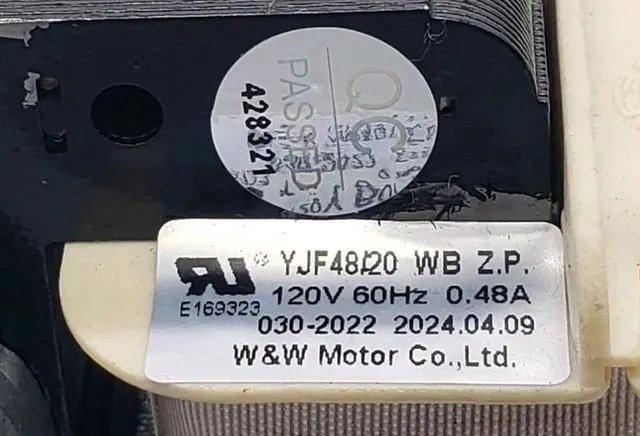 QC
PASSED
428321
YJF48/20 WB Z.P.
120V 60Hz 0.48A
E169323
030-2022 2024.04.09
W&W Motor Co.,Ltd.